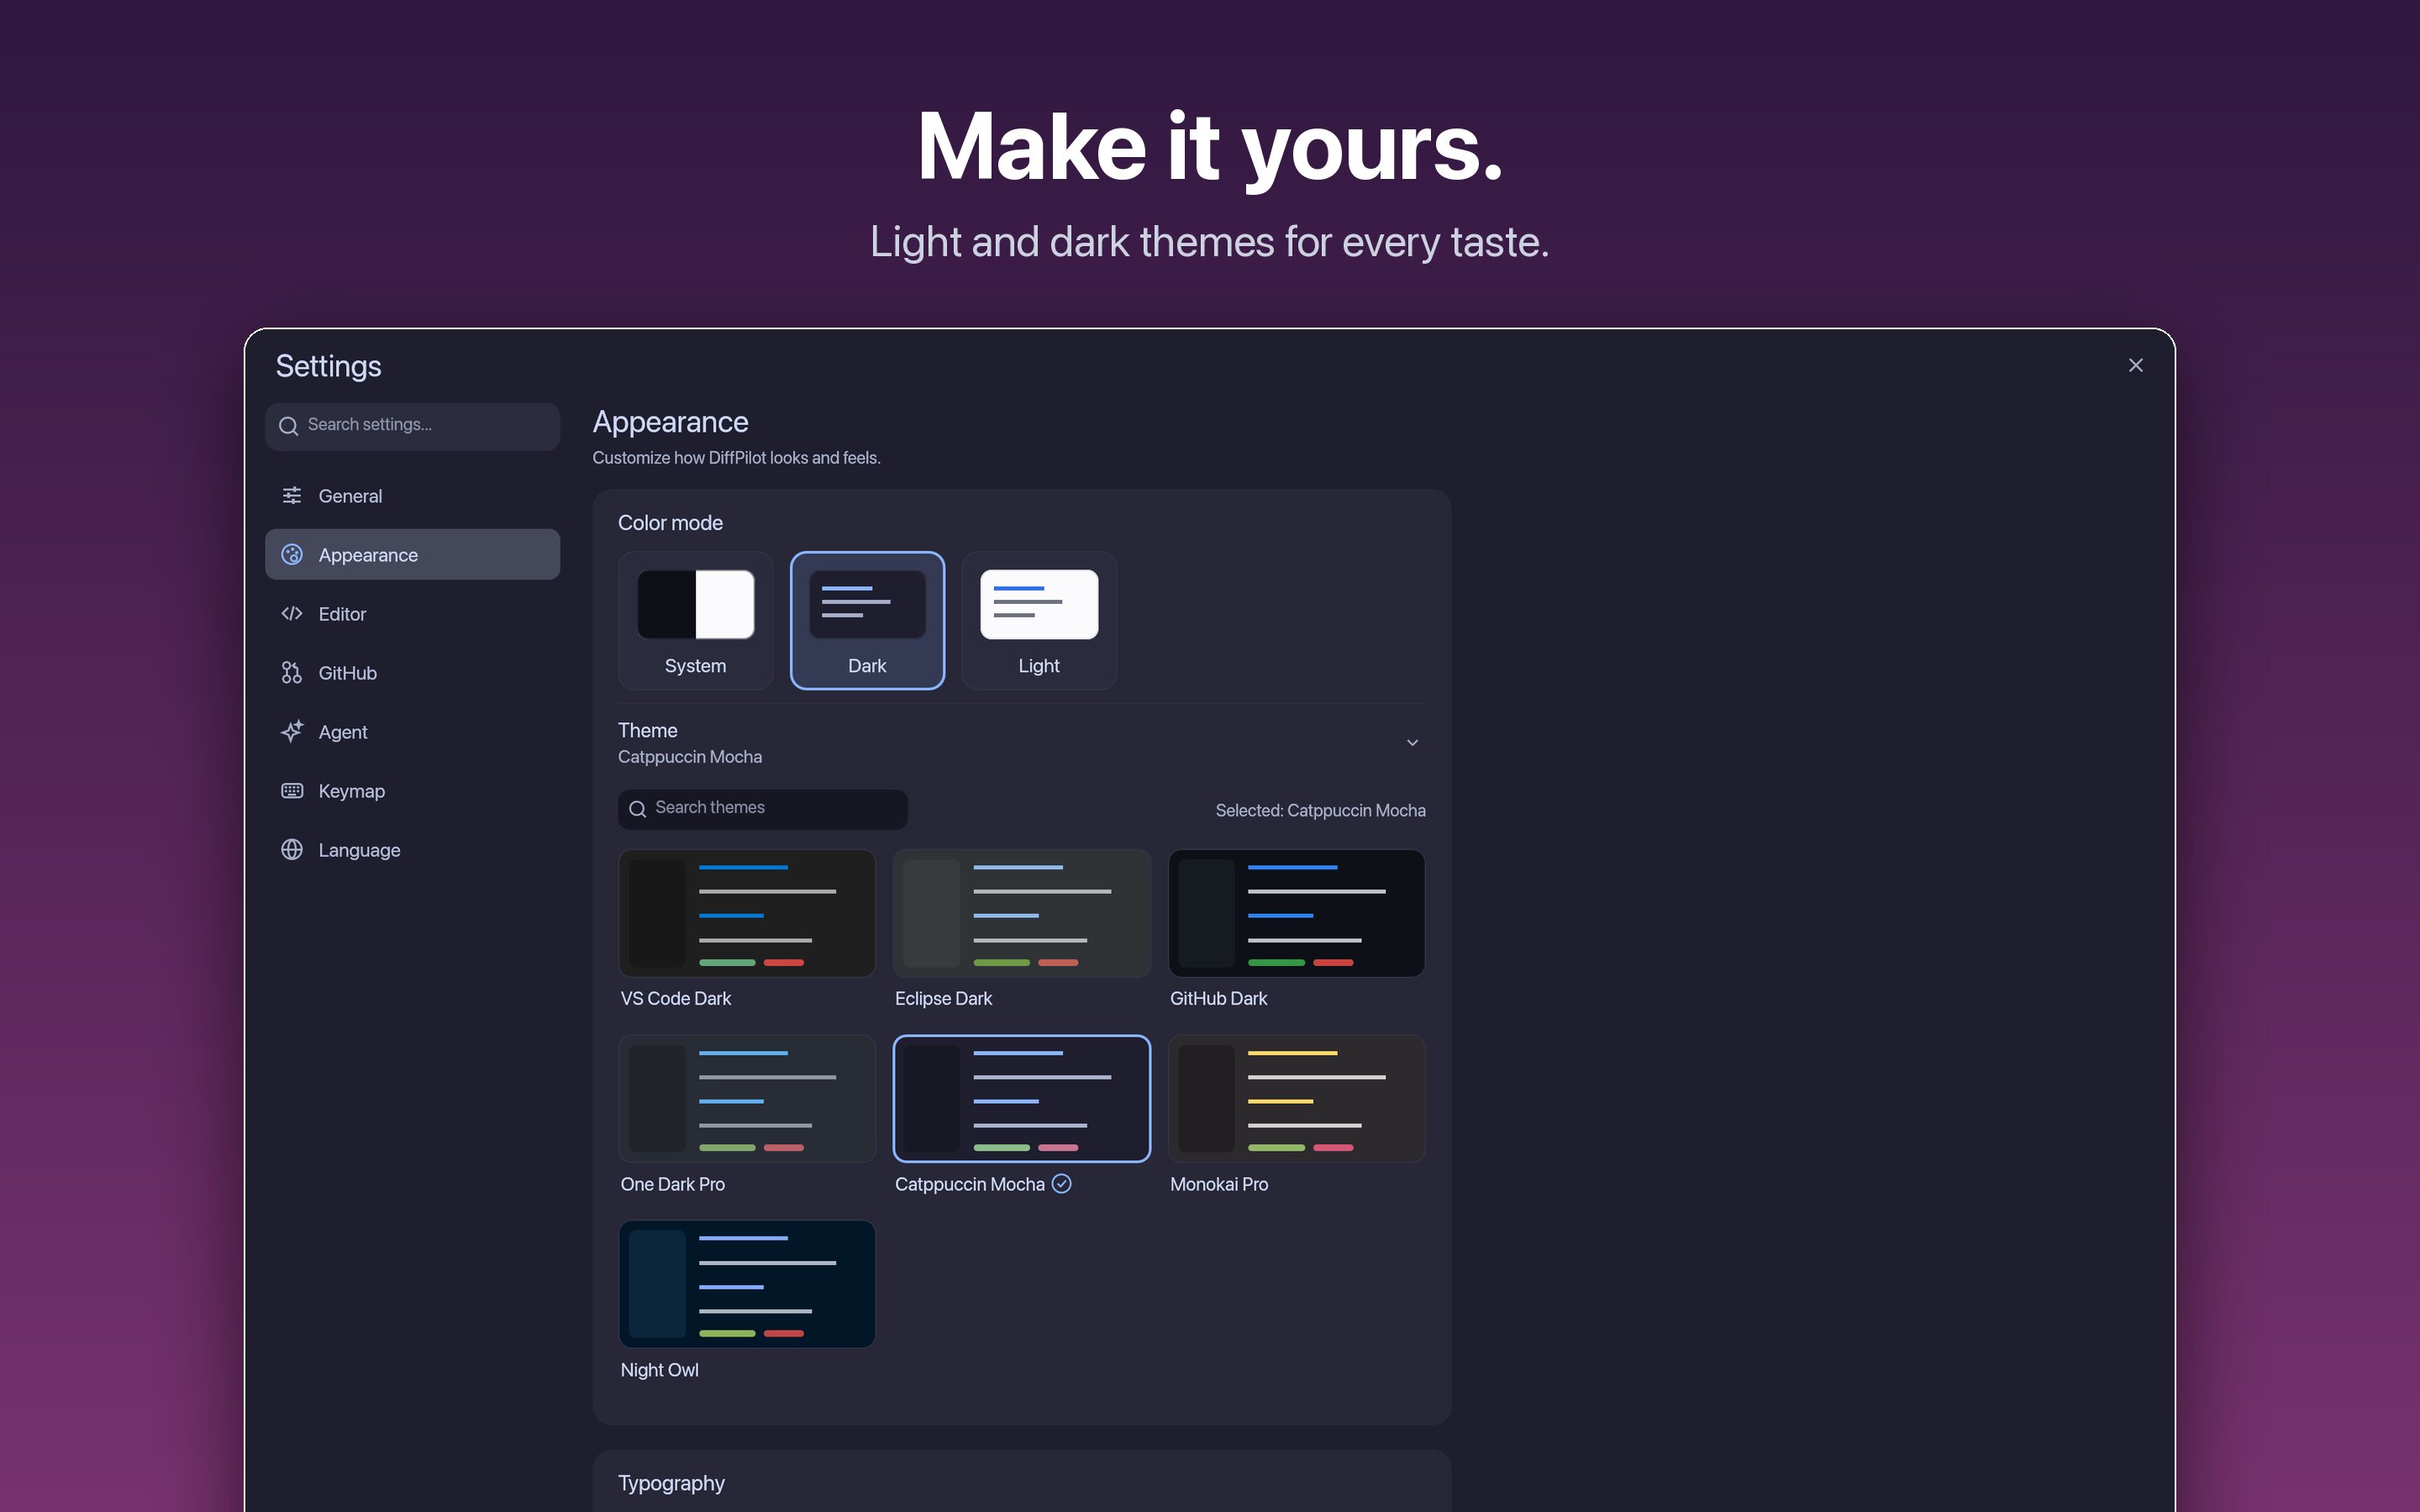 Make it yours.
Light and dark themes for every taste.
Settings
Search settings...
General
Appearance
Editor
GitHub
Agent
Keymap
Language
Appearance
Customize how DiffPilot looks and feels.
Color mode
System
Dark
Light
Theme
Catppuccin Mocha
Search themes
Selected: Catppuccin Mocha
VS Code Dark
Eclipse Dark
GitHub Dark
One Dark Pro
Catppuccin Mocha
Monokai Pro
Night Owl
Typography